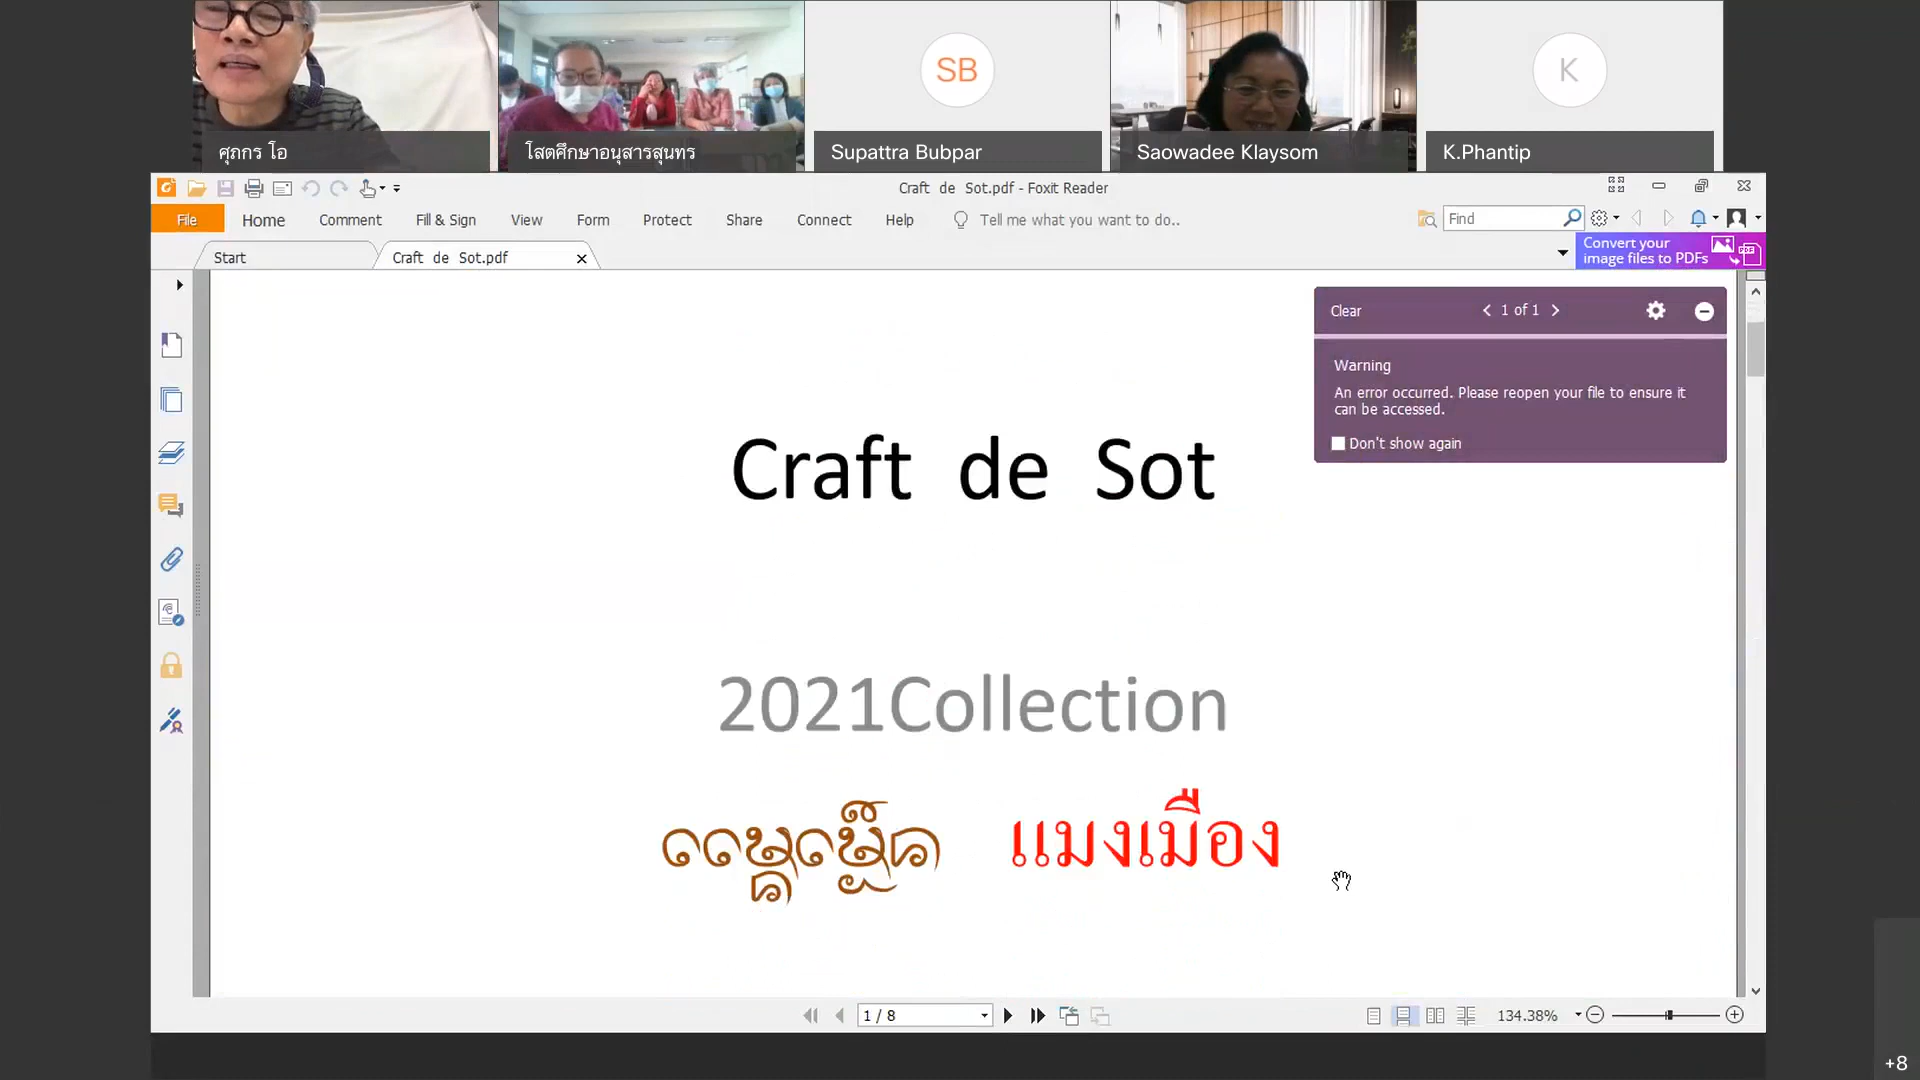 ศุภกร โอ
โสตศึกษาอนุสารสุนทร
SB
Supattra Bubpar
Saowadee Klaysom
K
K.Phantip
Craft de Sot.pdf - Foxit Reader
File Home Comment Fill & Sign View Form Protect Share Connect Help Tell me what you want to do.. Find
Start Craft de Sot.pdf
Convert your
image files to PDFs
Clear 1 of 1
Warning
An error occurred. Please reopen your file to ensure it
can be accessed.
Don't show again
Craft de Sot
2021Collection
แมงเมือง
1 / 8 134.38%
+8